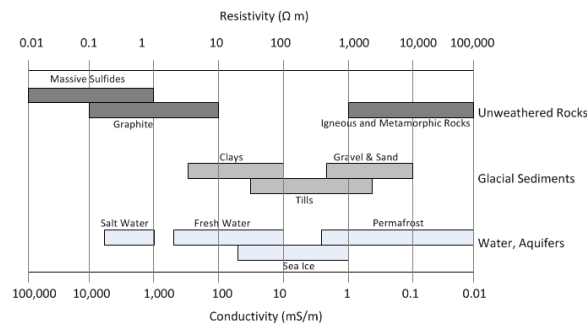 Resistivity (Ω m)
0.01 0.1 1 10 100 1,000 10,000 100,000
Massive Sulfides
Unweathered Rocks
Graphite Igneous and Metamorphic Rocks
Clays Gravel & Sand
Glacial Sediments
Tills
Salt Water Fresh Water Permafrost
Water, Aquifers
Sea Ice
100,000 10,000 1,000 100 10 1 0.1 0.01
Conductivity (mS/m)